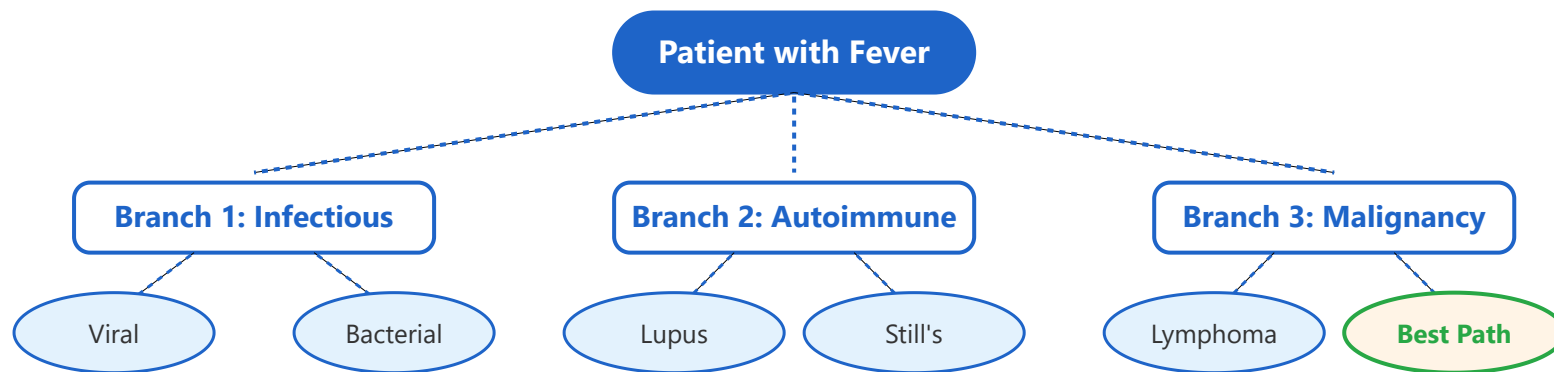 Patient with Fever
Branch 1: Infectious
Branch 2: Autoimmune
Branch 3: Malignancy
Viral
Bacterial
Lupus
Still's
Lymphoma
Best Path